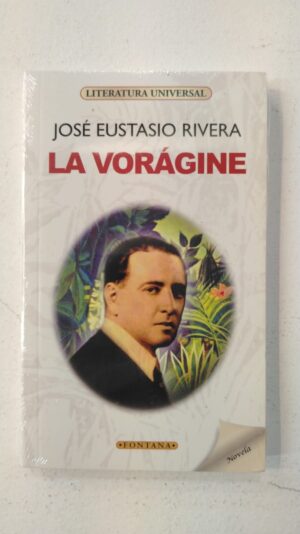 LITERATURA UNIVERSAL
JOSÉ EUSTASIO RIVERA
LA VORÁGINE
•FONTANA•
Novela